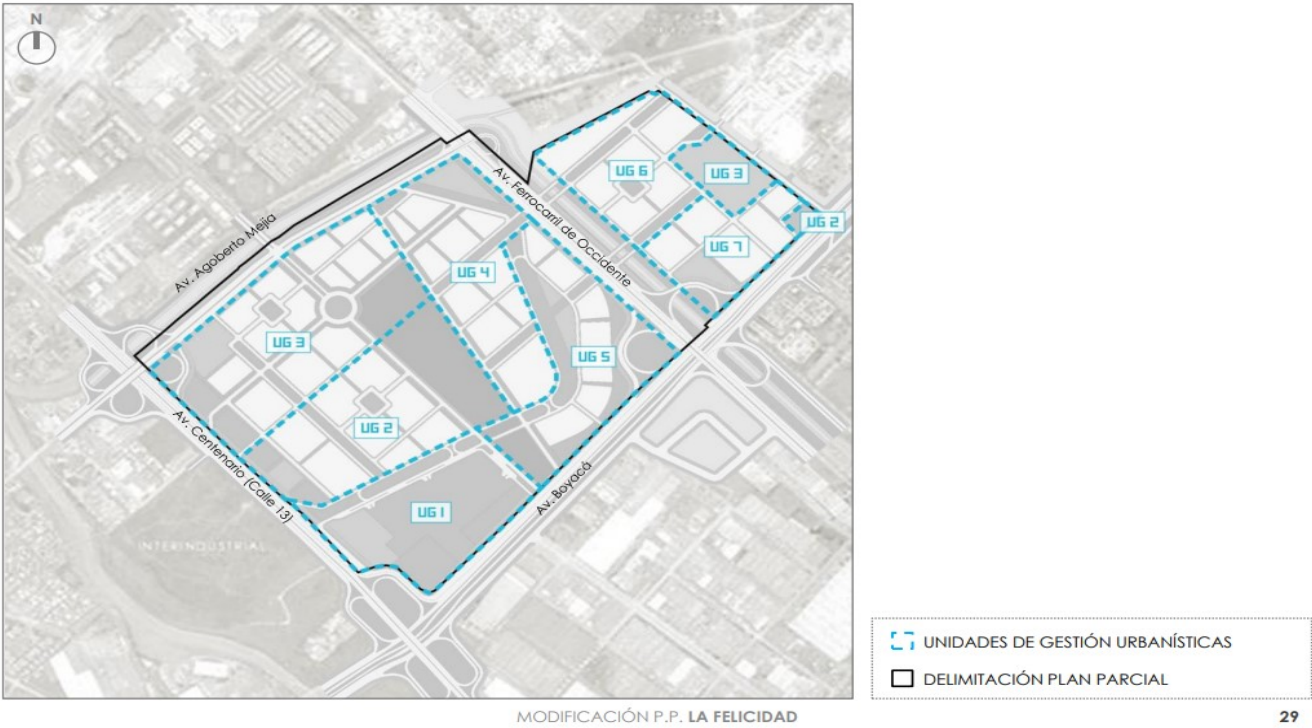 N
Av. Agoberto Mejia
Av. Ferrocarril de Occidente
UG 6
UG 3
UG 2
UG 7
UG 4
UG 3
UG 5
UG 2
Av. Centenario (Calle 13)
UG 1
Av. Boyacá
INTERINDUSTRIAL
UNIDADES DE GESTIÓN URBANÍSTICAS
DELIMITACIÓN PLAN PARCIAL
MODIFICACIÓN P.P. LA FELICIDAD
29